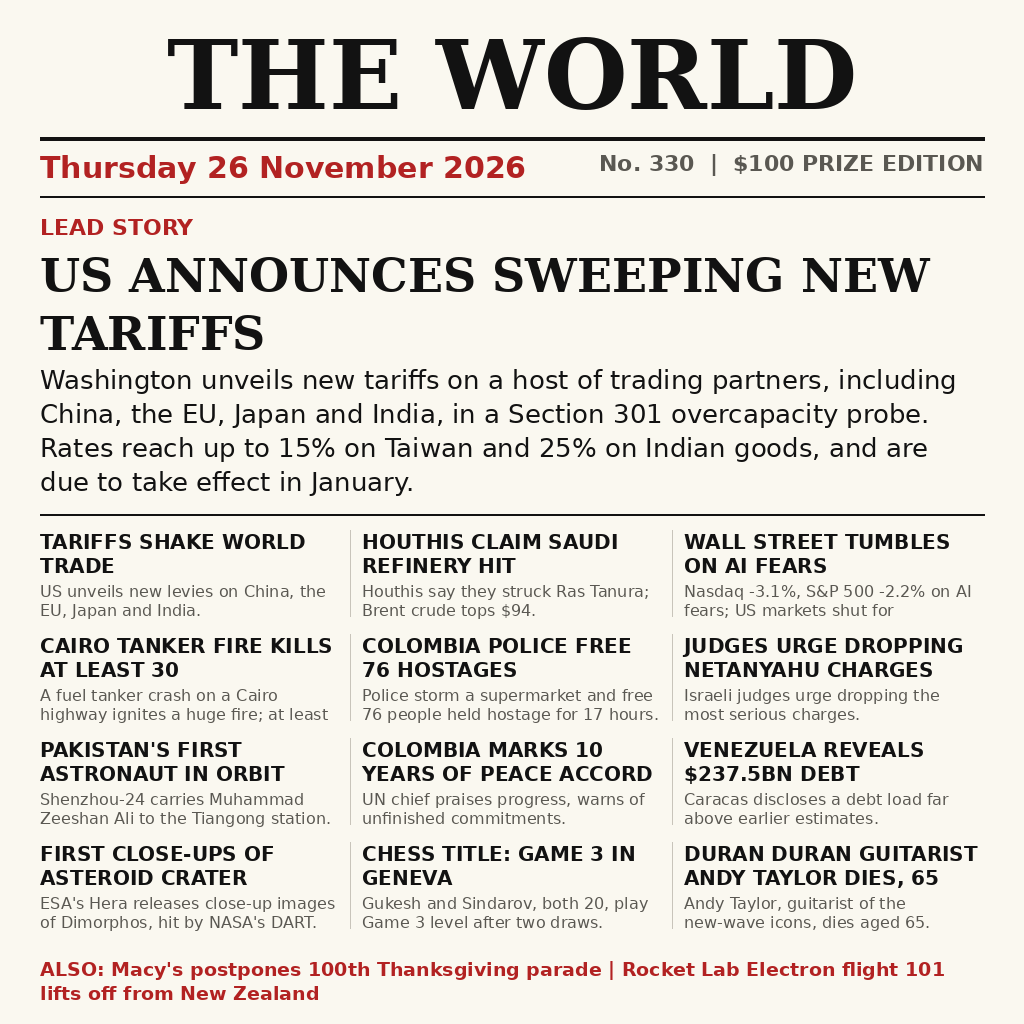 THE WORLD
Thursday 26 November 2026
No. 330 | $100 PRIZE EDITION
LEAD STORY
US ANNOUNCES SWEEPING NEW
TARIFFS
Washington unveils new tariffs on a host of trading partners, including
China, the EU, Japan and India, in a Section 301 overcapacity probe.
Rates reach up to 15% on Taiwan and 25% on Indian goods, and are
due to take effect in January.
TARIFFS SHAKE WORLD
TRADE
US unveils new levies on China, the
EU, Japan and India.
HOUTHIS CLAIM SAUDI
REFINERY HIT
Houthis say they struck Ras Tanura;
Brent crude tops $94.
WALL STREET TUMBLES
ON AI FEARS
Nasdaq -3.1%, S&P 500 -2.2% on AI
fears; US markets shut for
CAIRO TANKER FIRE KILLS
AT LEAST 30
A fuel tanker crash on a Cairo
highway ignites a huge fire; at least
COLOMBIA POLICE FREE
76 HOSTAGES
Police storm a supermarket and free
76 people held hostage for 17 hours.
JUDGES URGE DROPPING
NETANYAHU CHARGES
Israeli judges urge dropping the
most serious charges.
PAKISTAN'S FIRST
ASTRONAUT IN ORBIT
Shenzhou-24 carries Muhammad
Zeeshan Ali to the Tiangong station.
COLOMBIA MARKS 10
YEARS OF PEACE ACCORD
UN chief praises progress, warns of
unfinished commitments.
VENEZUELA REVEALS
$237.5BN DEBT
Caracas discloses a debt load far
above earlier estimates.
FIRST CLOSE-UPS OF
ASTEROID CRATER
ESA's Hera releases close-up images
of Dimorphos, hit by NASA's DART.
CHESS TITLE: GAME 3 IN
GENEVA
Gukesh and Sindarov, both 20, play
Game 3 level after two draws.
DURAN DURAN GUITARIST
ANDY TAYLOR DIES, 65
Andy Taylor, guitarist of the
new-wave icons, dies aged 65.
ALSO: Macy's postpones 100th Thanksgiving parade | Rocket Lab Electron flight 101
lifts off from New Zealand